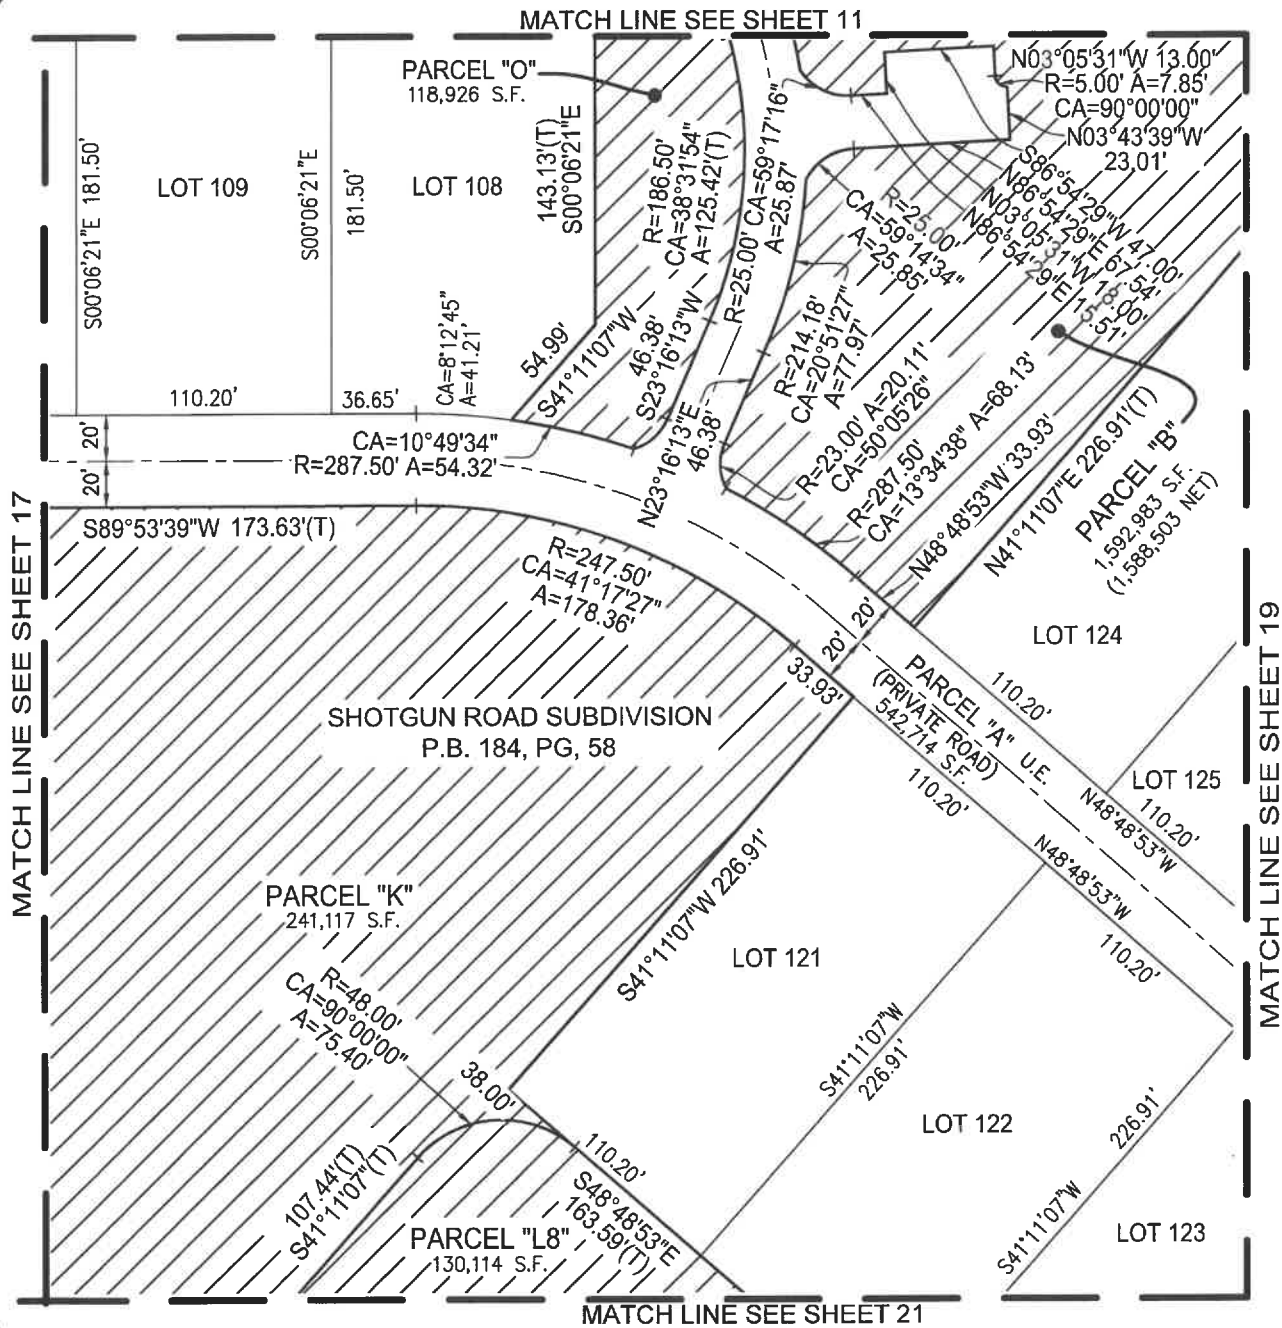 MATCH LINE SEE SHEET 11
PARCEL "O"
118,926 S.F.
N03°05'31"W 13.00'
R=5.00' A=7.85'
CA=90°00'00"
N03°43'39"W
23.01'
S00°06'21"E 181.50'
LOT 109
S00°06'21"E
181.50'
LOT 108
143.13'(T)
S00°06'21"E
R=186.50'
CA=38°31'54"
A=125.42'(T)
R=25.00' CA=59°17'16"
A=25.87'
R=25.00'
CA=59°14'34"
A=25.85'
S86°54'29"W 47.00'
N86°54'29"E 67.54'
N03°05'31"W 18.00'
N86°54'29"E 15.51'
CA=8°12'45"
A=41.21'
54.99'
S41°11'07"W
46.38'
S23°16'13"W
R=214.18'
CA=20°51'27"
A=77.97'
110.20'
36.65'
20'
20'
CA=10°49'34"
R=287.50' A=54.32'
N23°16'13"E
46.38'
R=23.00' A=20.11'
CA=50°05'26"
R=287.50'
CA=13°34'38" A=68.13'
N48°48'53"W 33.93'
N41°11'07"E 226.91'(T)
PARCEL "B"
1,592,983 S.F.
(1,588,503 NET)
S89°53'39"W 173.63'(T)
R=247.50'
CA=41°17'27"
A=178.36'
MATCH LINE SEE SHEET 17
MATCH LINE SEE SHEET 19
20'
20'
33.93'
LOT 124
110.20'
PARCEL "A" U.E.
(PRIVATE ROAD)
542,714 S.F.
110.20'
SHOTGUN ROAD SUBDIVISION
P.B. 184, PG, 58
LOT 125
110.20'
N48°48'53"W
N48°48'53"W
110.20'
PARCEL "K"
241,117 S.F.
S41°11'07"W 226.91'
LOT 121
R=48.00'
CA=90°00'00"
A=75.40'
38.00'
S41°11'07"W
226.91'
LOT 122
226.91'
S41°11'07"W
110.20'
S48°48'53"E
163.59'(T)
107.44'(T)
S41°11'07"(T)
PARCEL "L8"
130,114 S.F.
LOT 123
MATCH LINE SEE SHEET 21